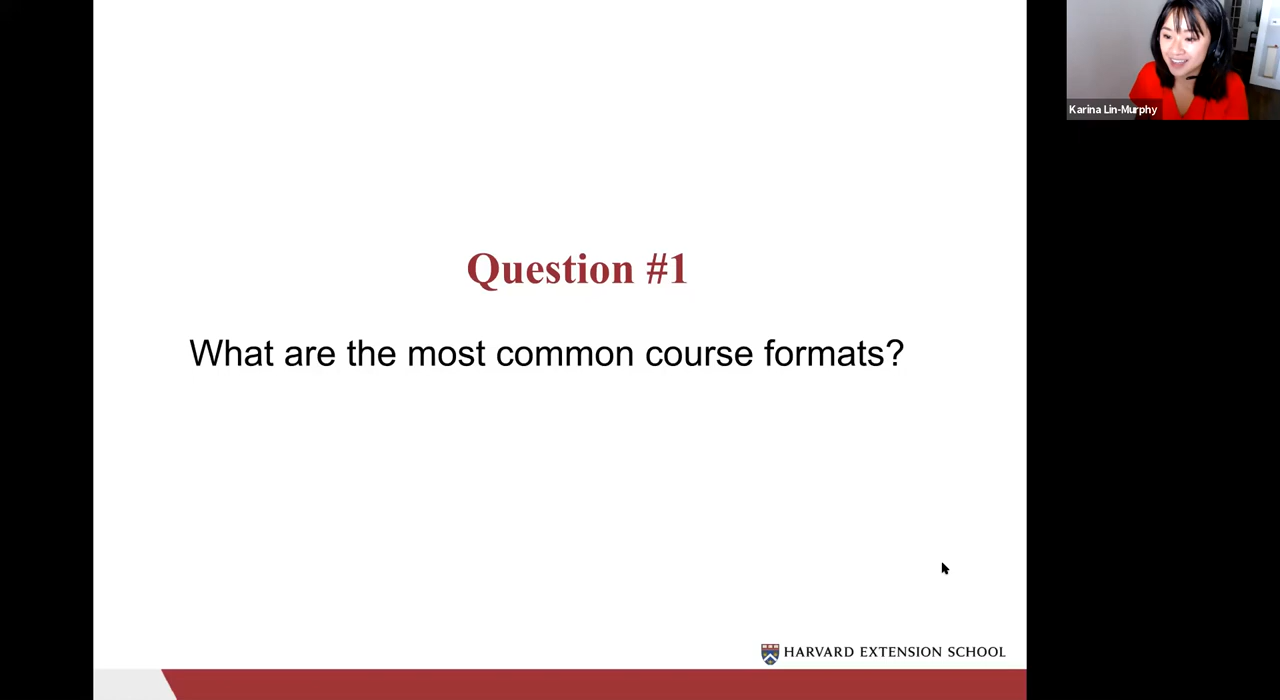 Question #1
What are the most common course formats?
HARVARD EXTENSION SCHOOL
Karina Lin-Murphy